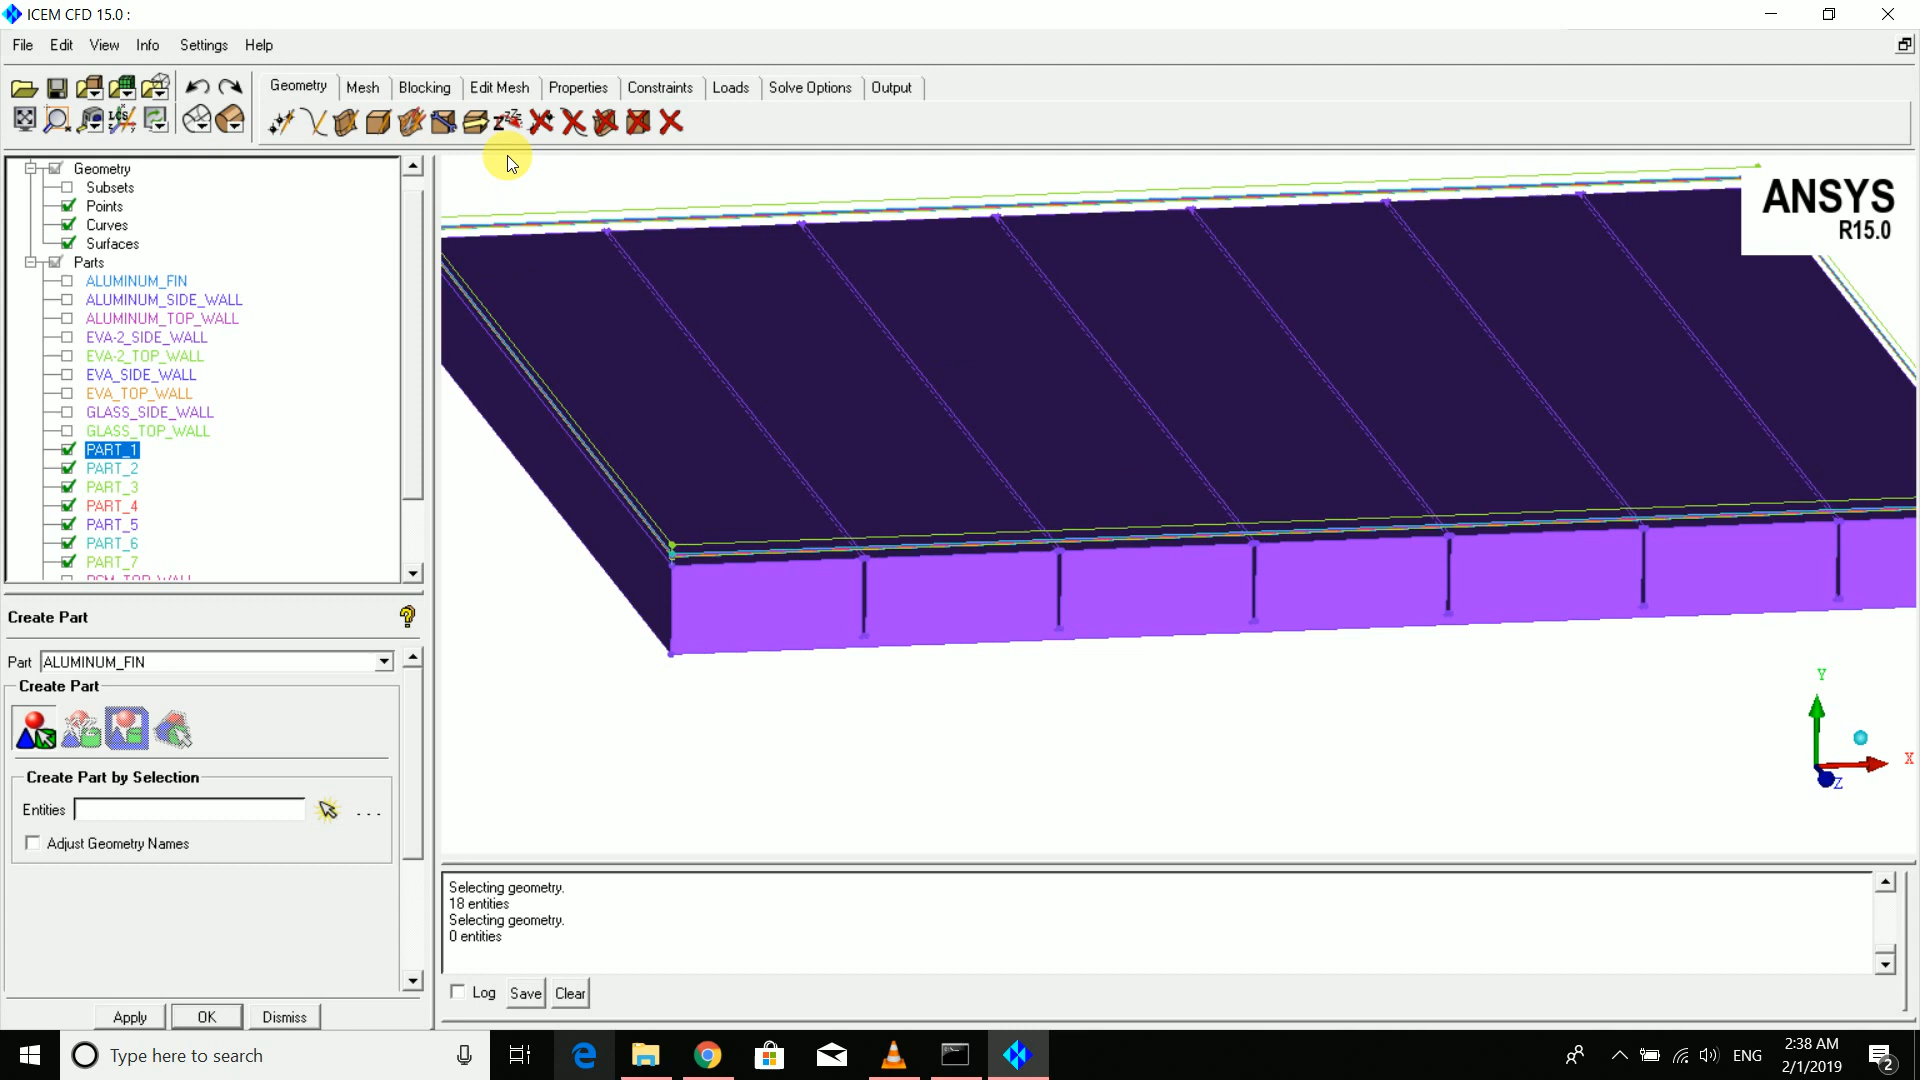 ICEM CFD 15.0 :
File Edit View Info Settings Help
Geometry Mesh Blocking Edit Mesh Properties Constraints Loads Solve Options Output
Geometry
Subsets
Points
Curves
Surfaces
Parts
ALUMINUM_FIN
ALUMINUM_SIDE_WALL
ALUMINUM_TOP_WALL
EVA-2_SIDE_WALL
EVA-2_TOP_WALL
EVA_SIDE_WALL
EVA_TOP_WALL
GLASS_SIDE_WALL
GLASS_TOP_WALL
PART_1
PART_2
PART_3
PART_4
PART_5
PART_6
PART_7
ANSYS
R15.0
Y
X
Z
Create Part
Part ALUMINUM_FIN
Create Part
Create Part by Selection
Entities . . .
Adjust Geometry Names
Apply OK Dismiss
Selecting geometry.
18 entities
Selecting geometry.
0 entities
Log Save Clear
Type here to search
ENG
2:38 AM
2/1/2019
2